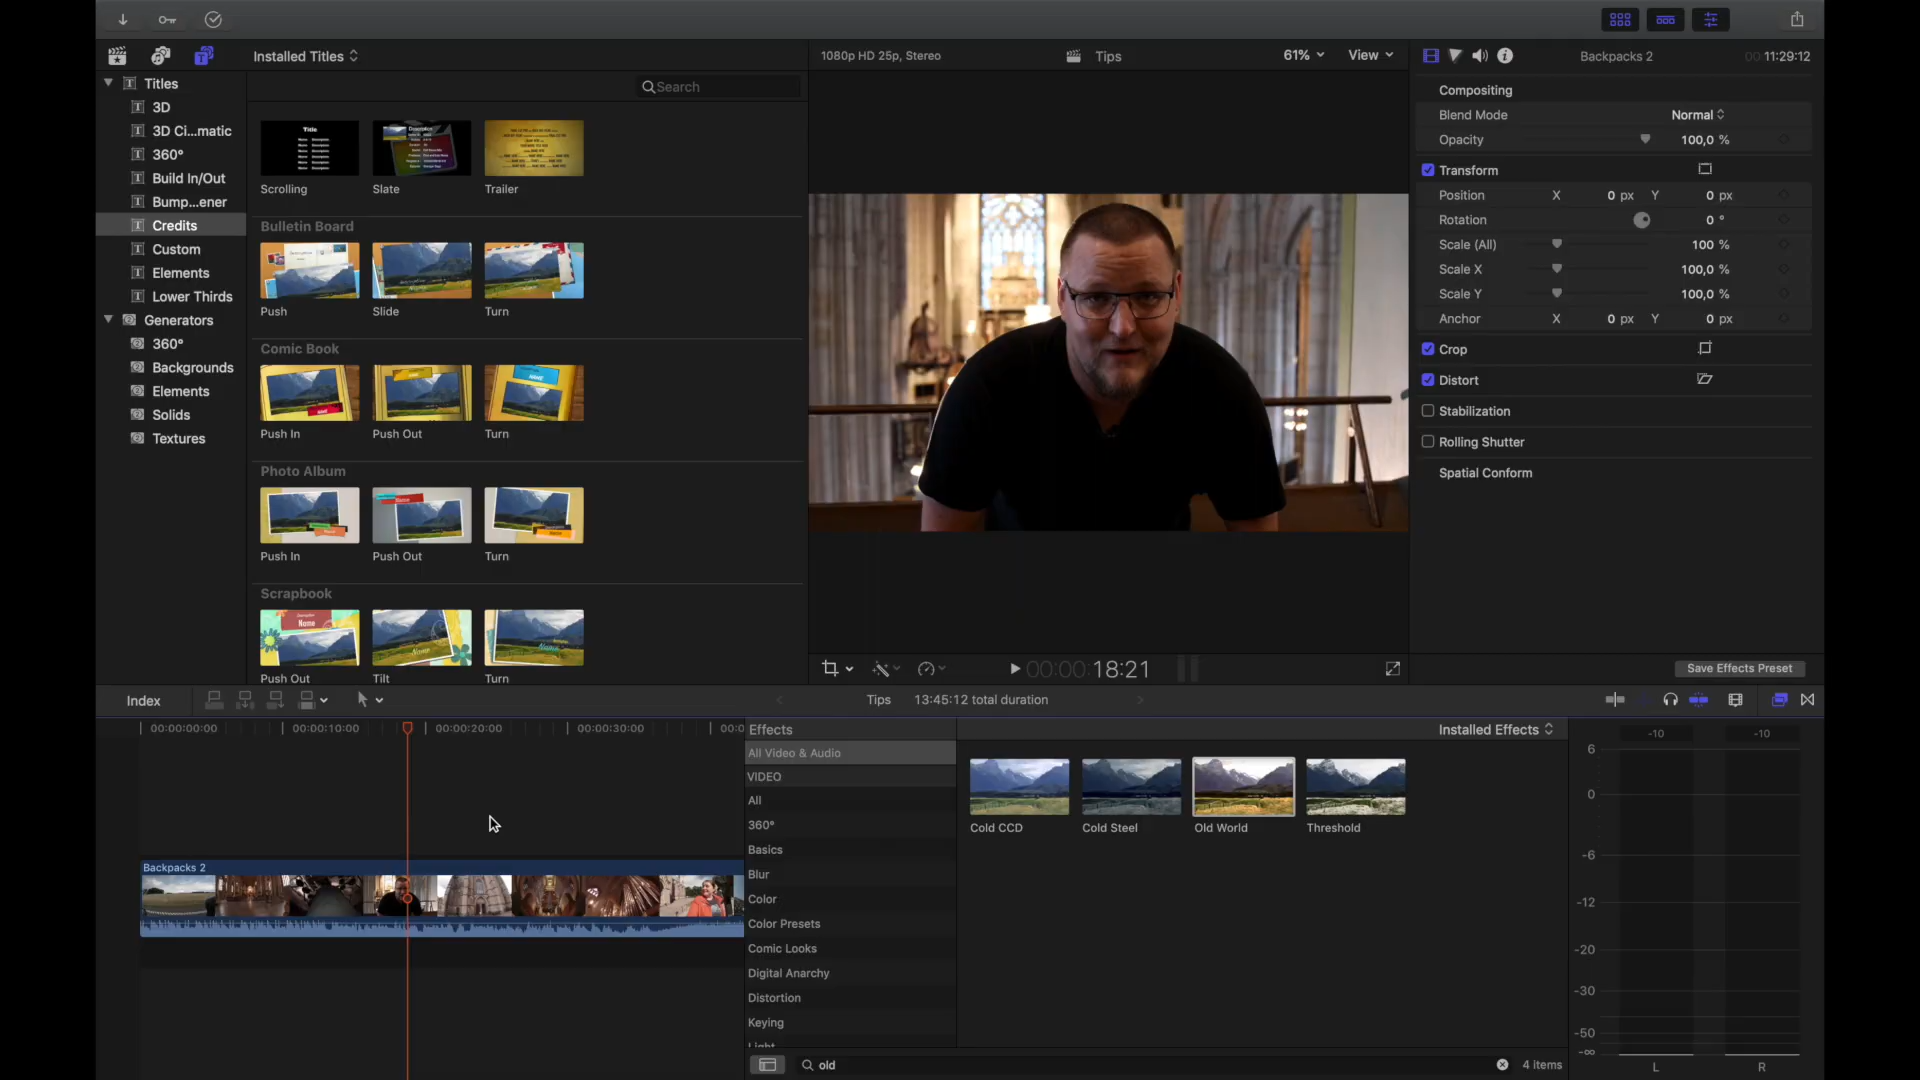 Installed Titles
1080p HD 25p, Stereo
Tips
61%
View
Backpacks 2
00:11:29:12
Titles
3D
3D Ci...matic
360°
Build In/Out
Bump...ener
Credits
Custom
Elements
Lower Thirds
Generators
360°
Backgrounds
Elements
Solids
Textures
Search
Scrolling
Slate
Trailer
Bulletin Board
Push
Slide
Turn
Comic Book
Push In
Push Out
Turn
Photo Album
Push In
Push Out
Turn
Scrapbook
Push Out
Tilt
Turn
Compositing
Blend Mode
Normal
Opacity
100,0 %
Transform
Position X 0 px Y 0 px
Rotation 0 °
Scale (All) 100 %
Scale X 100,0 %
Scale Y 100,0 %
Anchor X 0 px Y 0 px
Crop
Distort
Stabilization
Rolling Shutter
Spatial Conform
00:00:18:21
Save Effects Preset
Index
Tips
13:45:12 total duration
00:00:00:00
00:00:10:00
00:00:20:00
00:00:30:00
00:0
Backpacks 2
Effects
Installed Effects
All Video & Audio
VIDEO
All
360°
Basics
Blur
Color
Color Presets
Comic Looks
Digital Anarchy
Distortion
Keying
Light
Cold CCD
Cold Steel
Old World
Threshold
old
4 items
-10
-10
6
0
-6
-12
-20
-30
-50
-∞
L
R